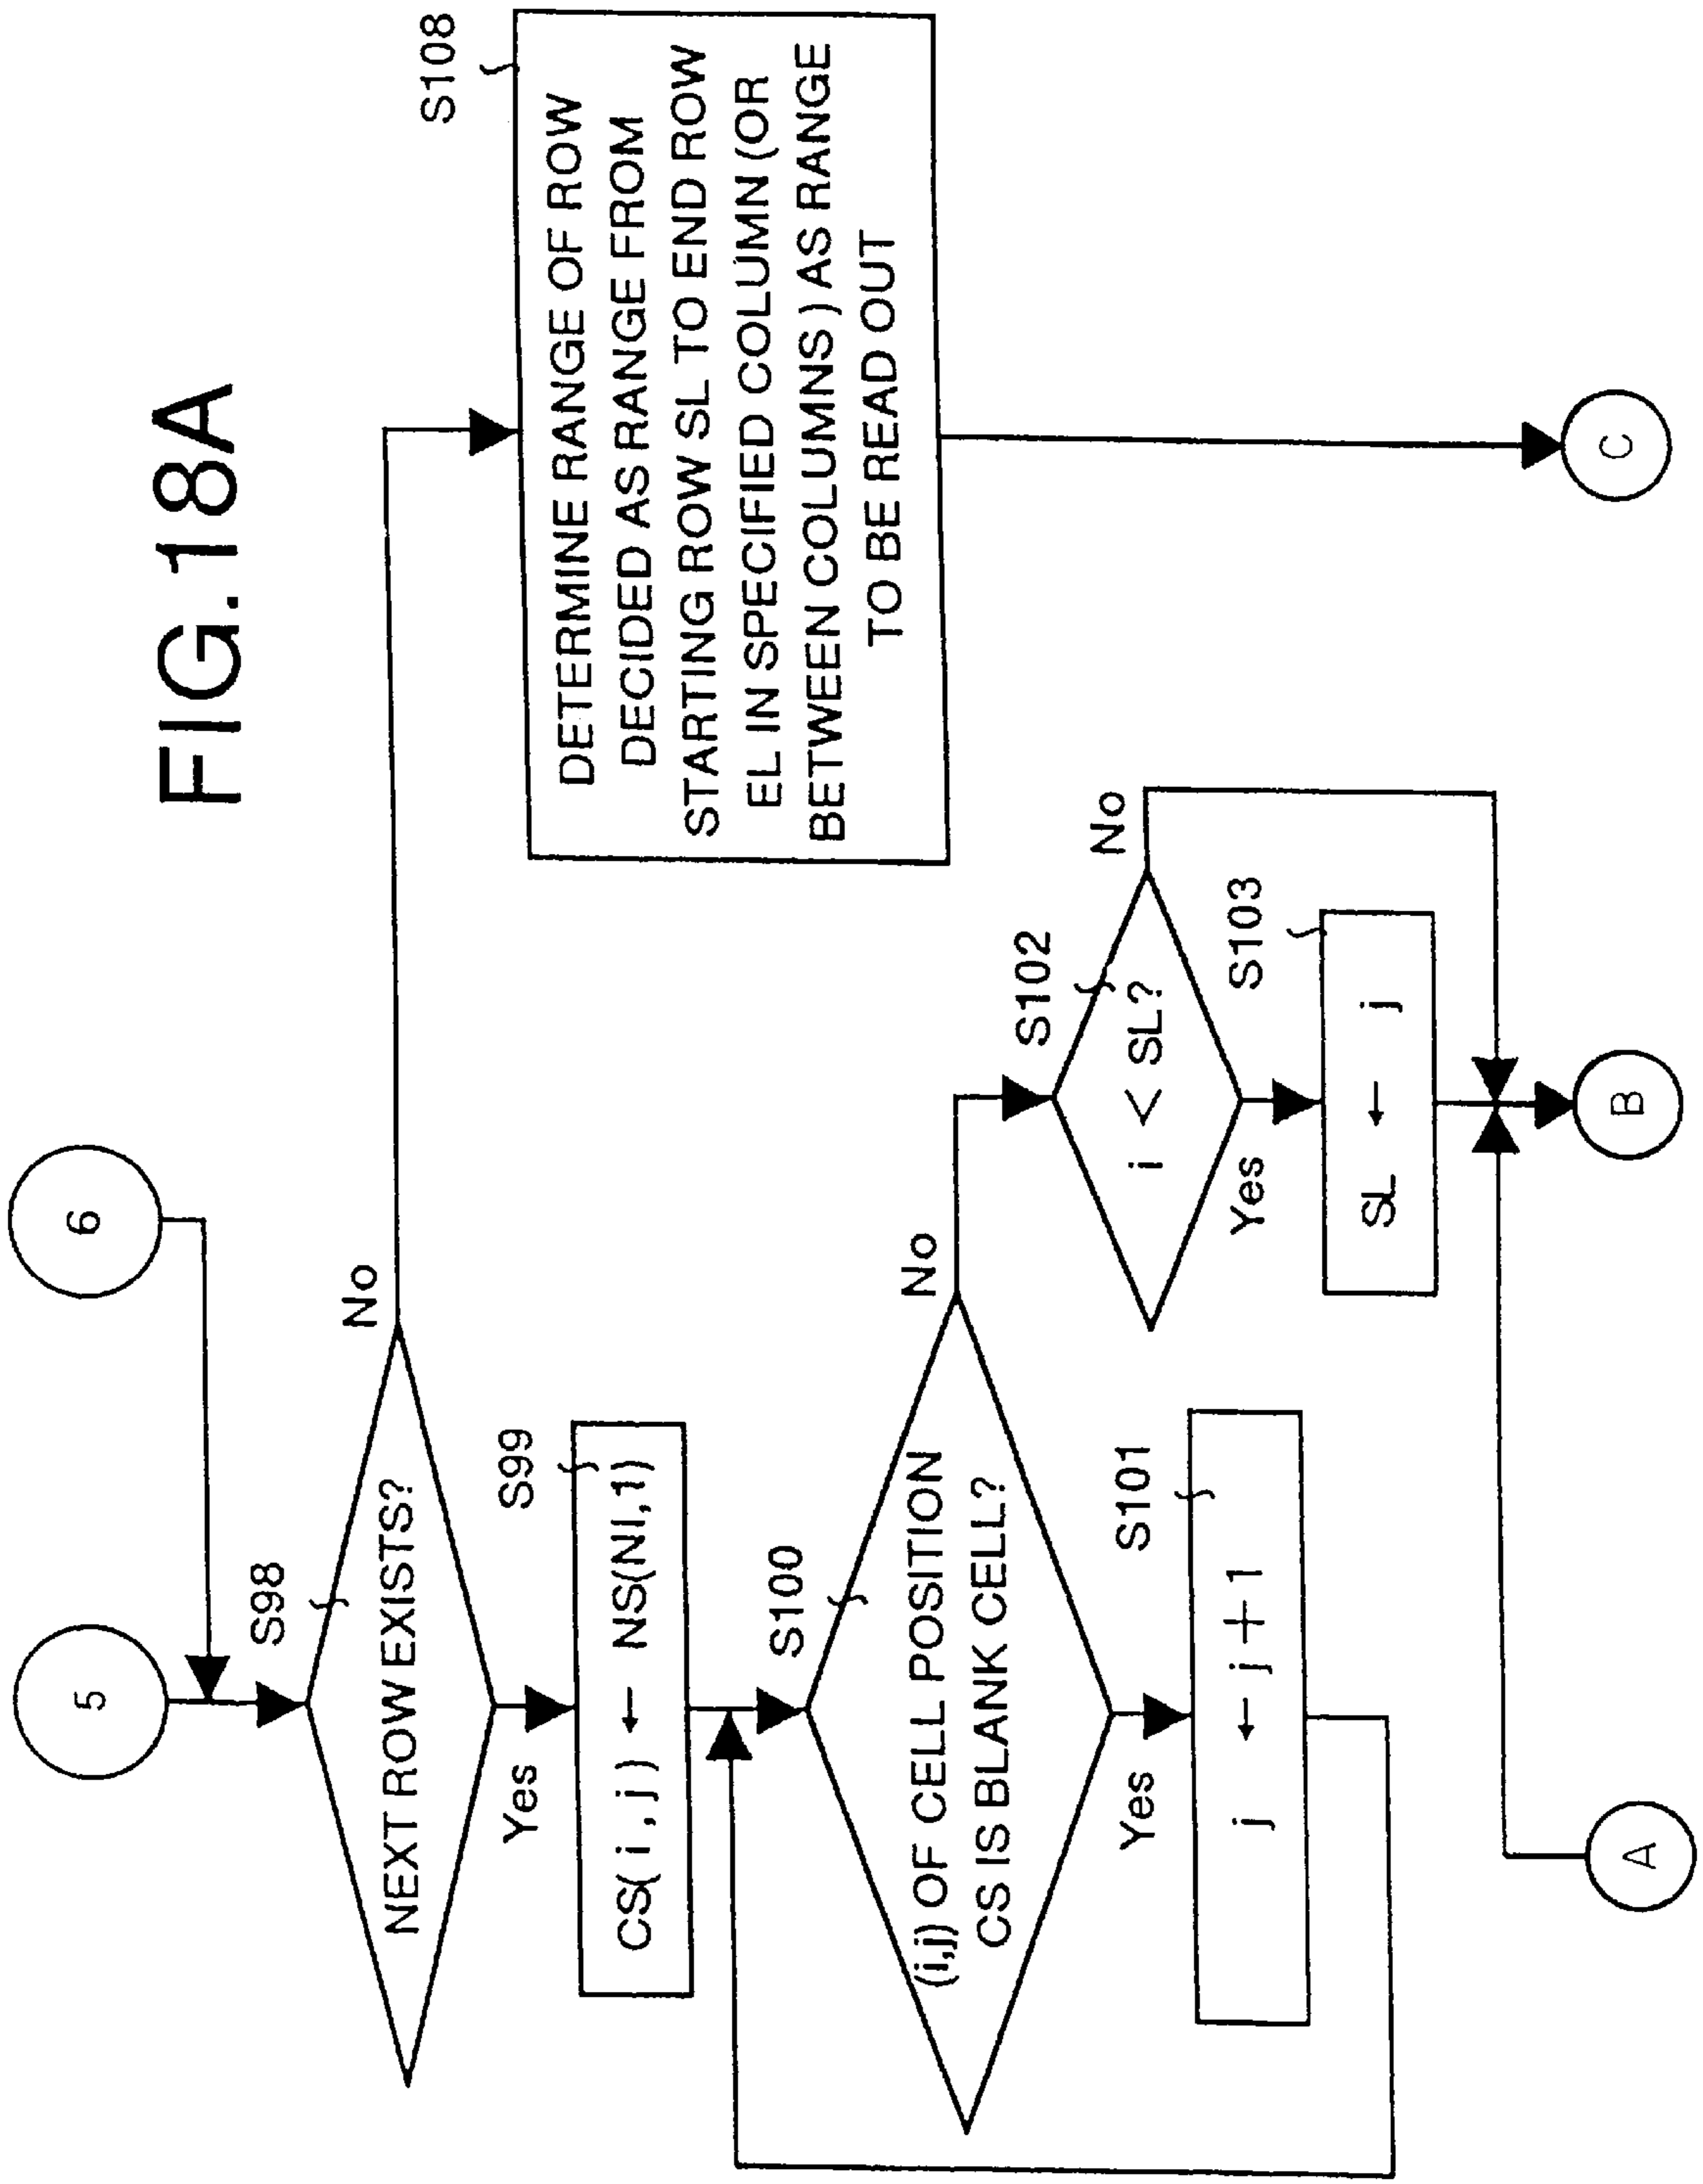 FIG.18A
5
6
S98
NEXT ROW EXISTS?
No
Yes
S99
CS( i , j ) ← NS(NI,1)
S100
(i,j) OF CELL POSITION
CS IS BLANK CELL?
No
Yes
S101
j ← j+1
S102
i < SL?
No
Yes
S103
SL ← j
S108
DETERMINE RANGE OF ROW
DECIDED AS RANGE FROM
STARTING ROW SL TO END ROW
EL IN SPECIFIED COLUMN (OR
BETWEEN COLUMNS) AS RANGE
TO BE READ OUT
A
B
C